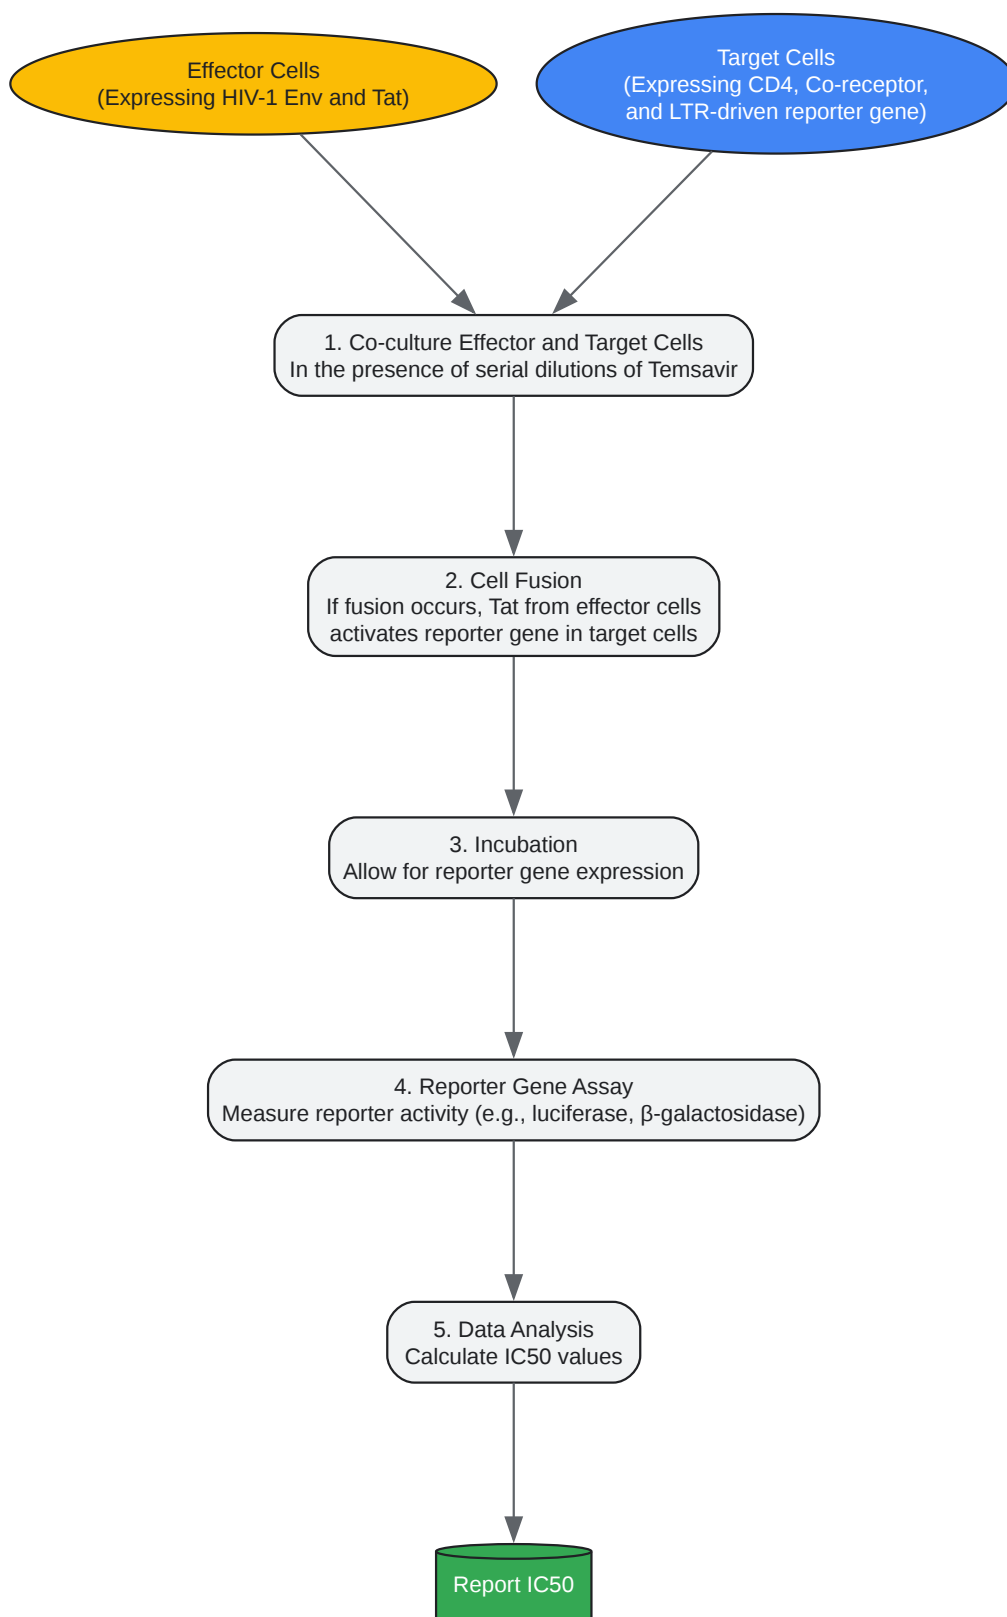 Effector Cells
(Expressing HIV-1 Env and Tat)
Target Cells
(Expressing CD4, Co-receptor,
and LTR-driven reporter gene)
1. Co-culture Effector and Target Cells
In the presence of serial dilutions of Temsavir
2. Cell Fusion
If fusion occurs, Tat from effector cells
activates reporter gene in target cells
3. Incubation
Allow for reporter gene expression
4. Reporter Gene Assay
Measure reporter activity (e.g., luciferase, β-galactosidase)
5. Data Analysis
Calculate IC50 values
Report IC50